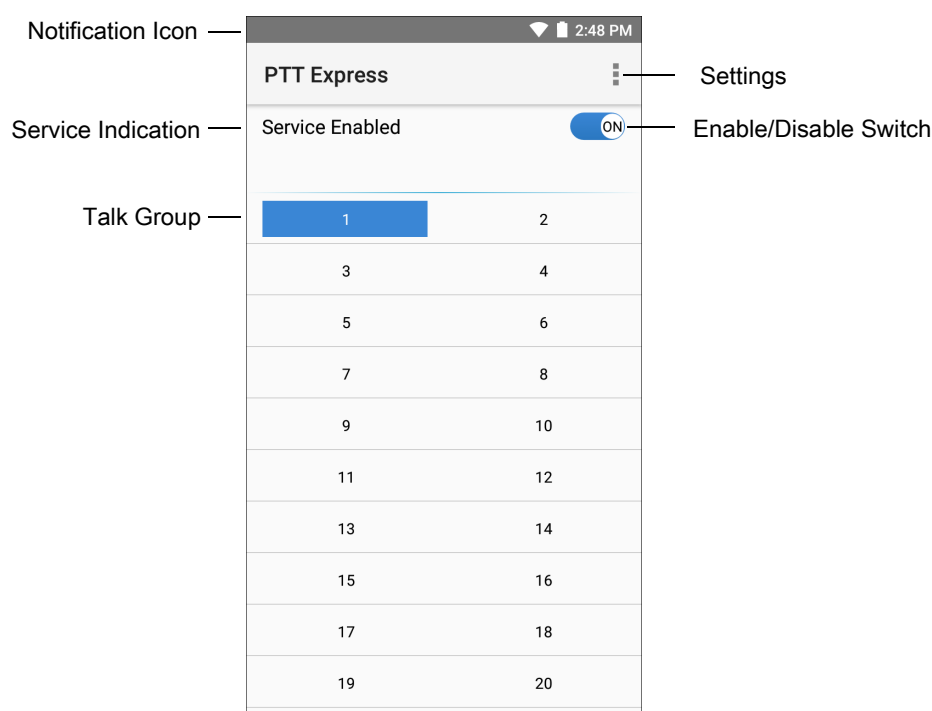 Notification Icon
2:48 PM
PTT Express
Settings
Service Indication
Service Enabled
ON
Enable/Disable Switch
Talk Group
1 2
3 4
5 6
7 8
9 10
11 12
13 14
15 16
17 18
19 20